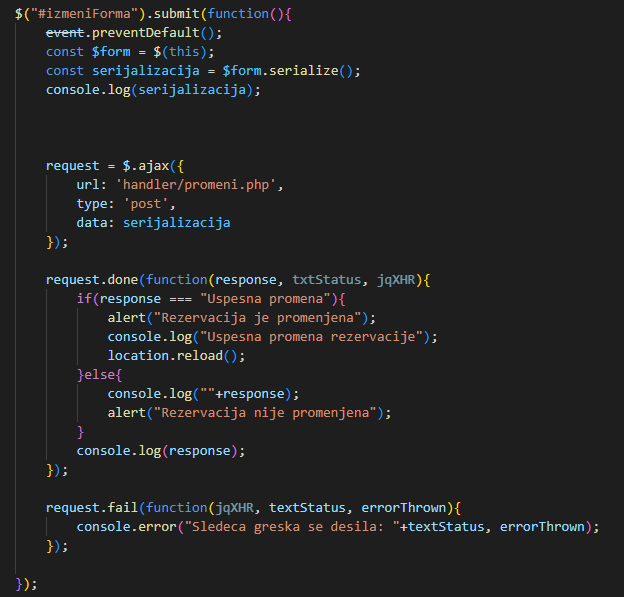 $("#izmeniForma").submit(function(){
event.preventDefault();
const $form = $(this);
const serijalizacija = $form.serialize();
console.log(serijalizacija);
request = $.ajax({
url: 'handler/promeni.php',
type: 'post',
data: serijalizacija
});
request.done(function(response, txtStatus, jqXHR){
if(response === "Uspesna promena"){
alert("Rezervacija je promenjena");
console.log("Uspesna promena rezervacije");
location.reload();
}else{
console.log(""+response);
alert("Rezervacija nije promenjena");
}
console.log(response);
});
request.fail(function(jqXHR, textStatus, errorThrown){
console.error("Sledeca greska se desila: "+textStatus, errorThrown);
});
});